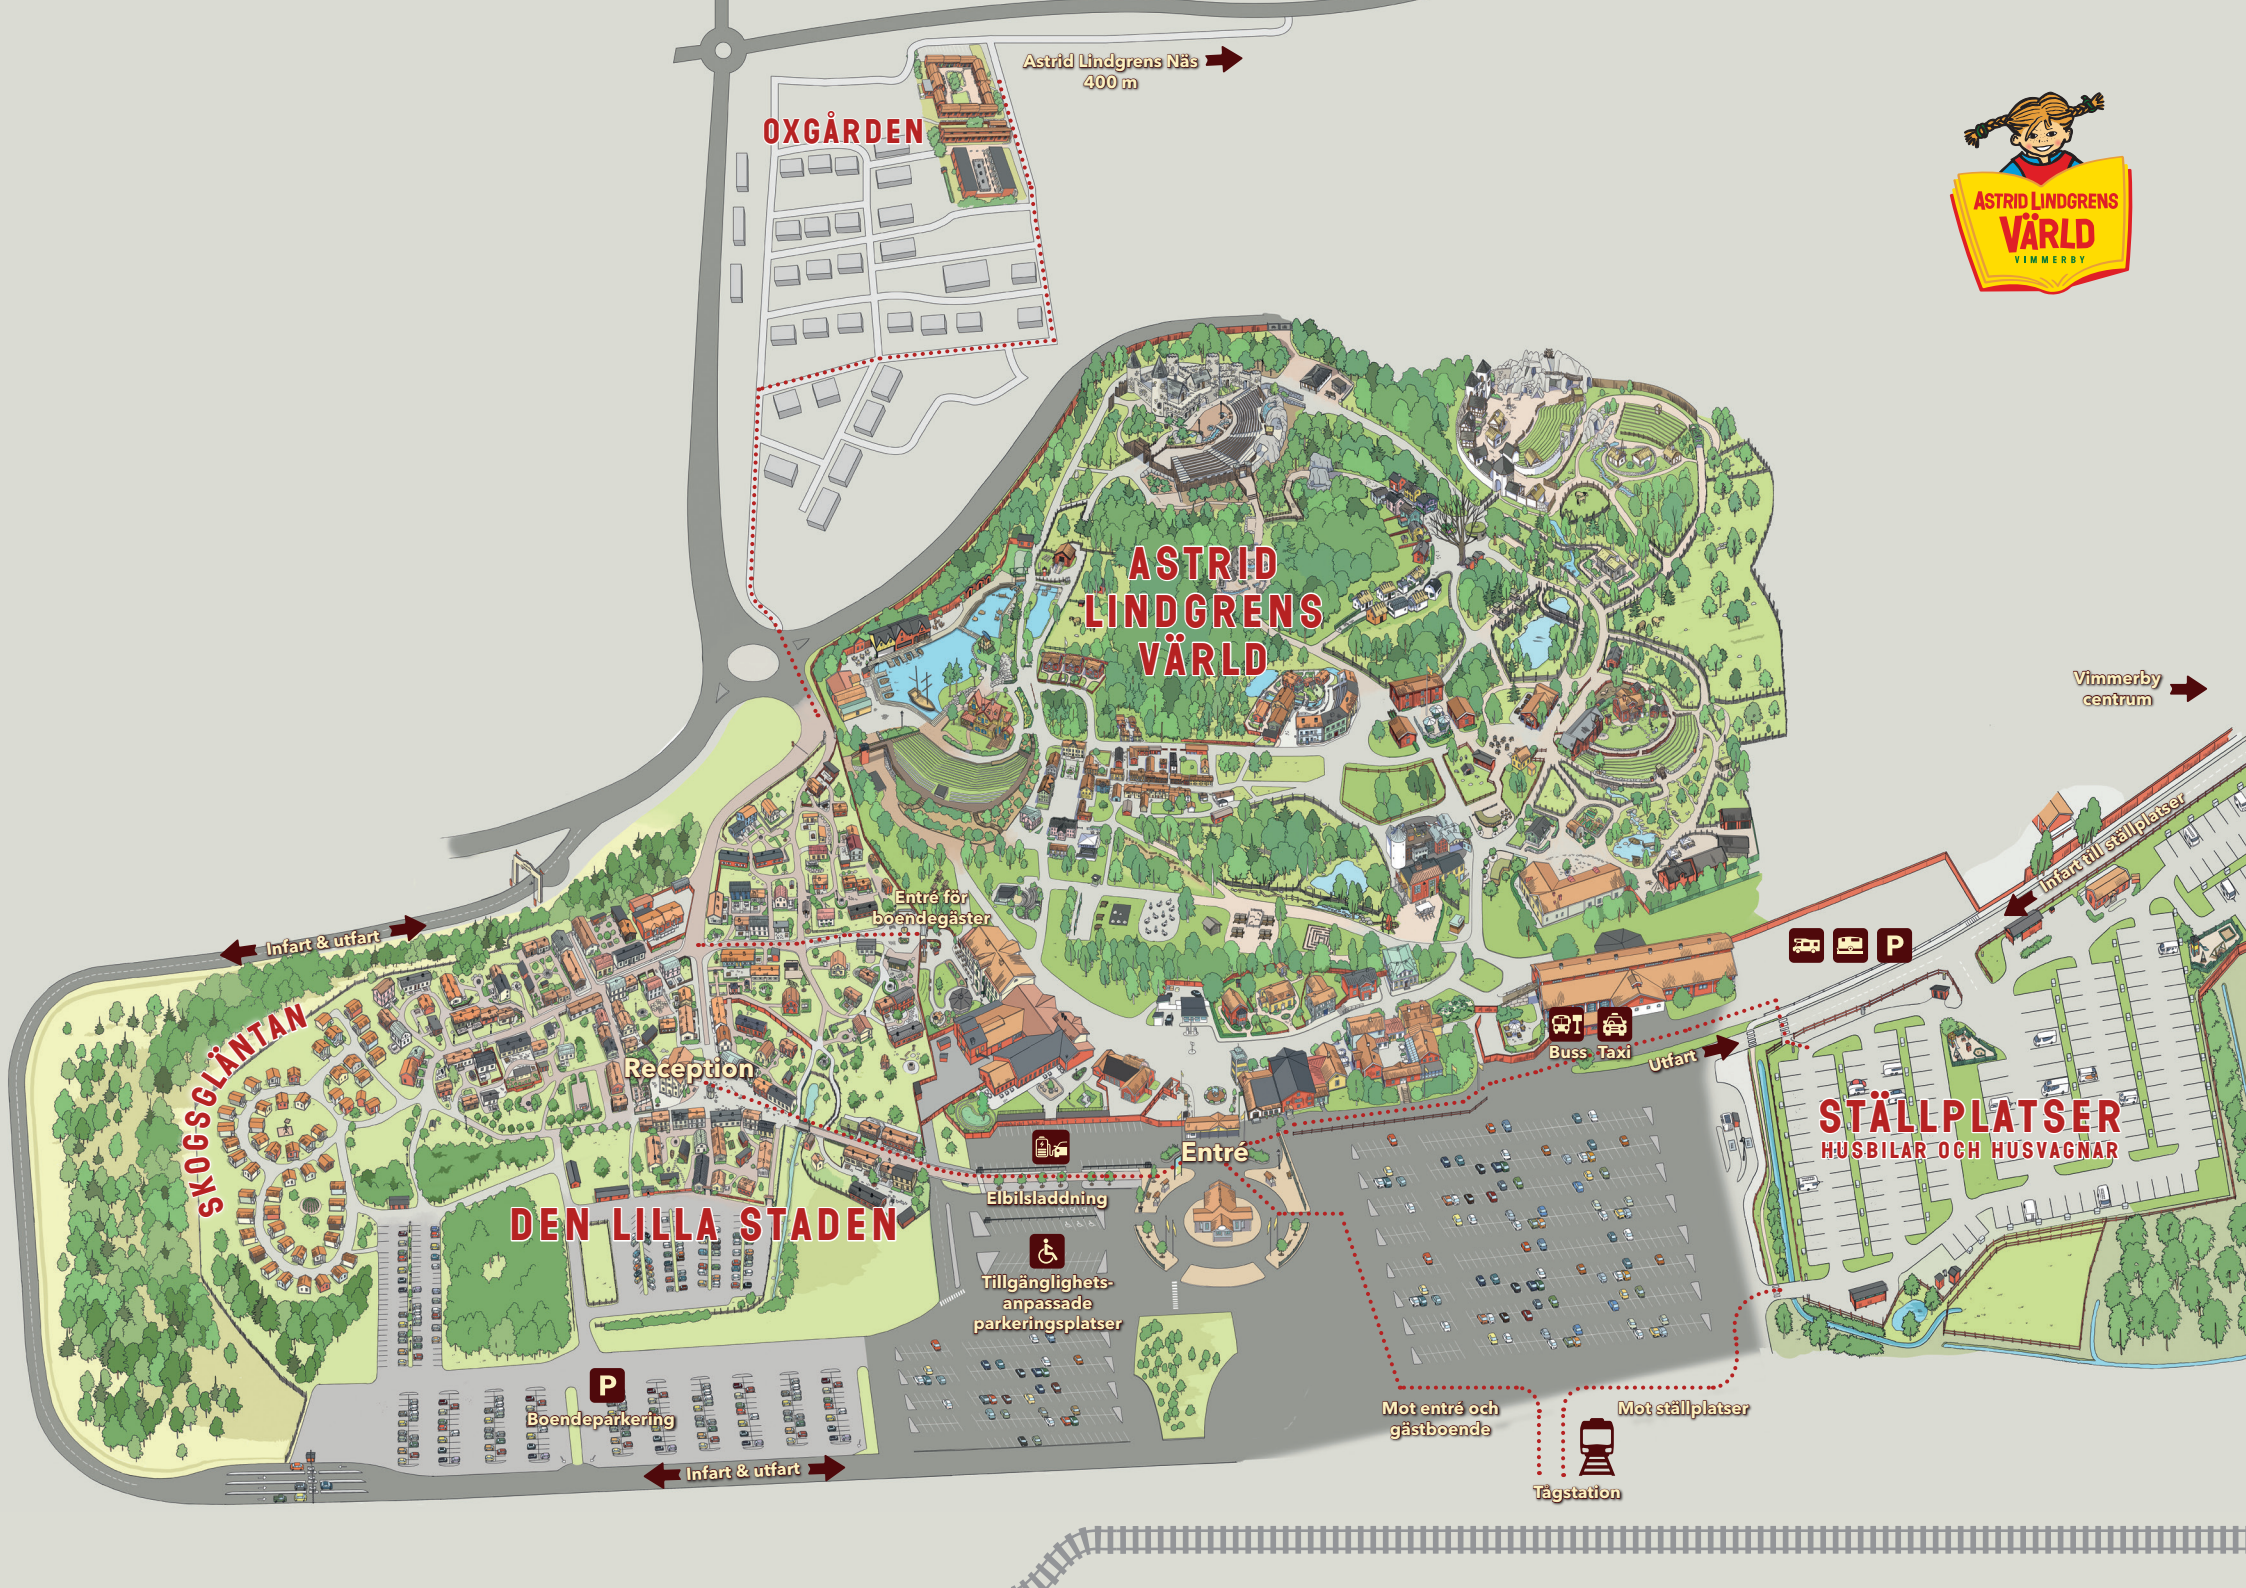 Astrid Lindgrens Näs
400 m
OXGÅRDEN
ASTRID LINDGRENS
VÄRLD
VIMMERBY
ASTRID
LINDGRENS
VÄRLD
Vimmerby
centrum
Infart till ställplatser
Entré för
boendegäster
Infart & utfart
P
SKOGSGLÄNTAN
Reception
Buss
Taxi
Utfart
STÄLLPLATSER
HUSBILAR OCH HUSVAGNAR
Entré
Elbilsladdning
DEN LILLA STADEN
Tillgänglighets-
anpassade
parkeringsplatser
P
Boendeparkering
Mot entré och
gästboende
Mot ställplatser
Infart & utfart
Tågstation